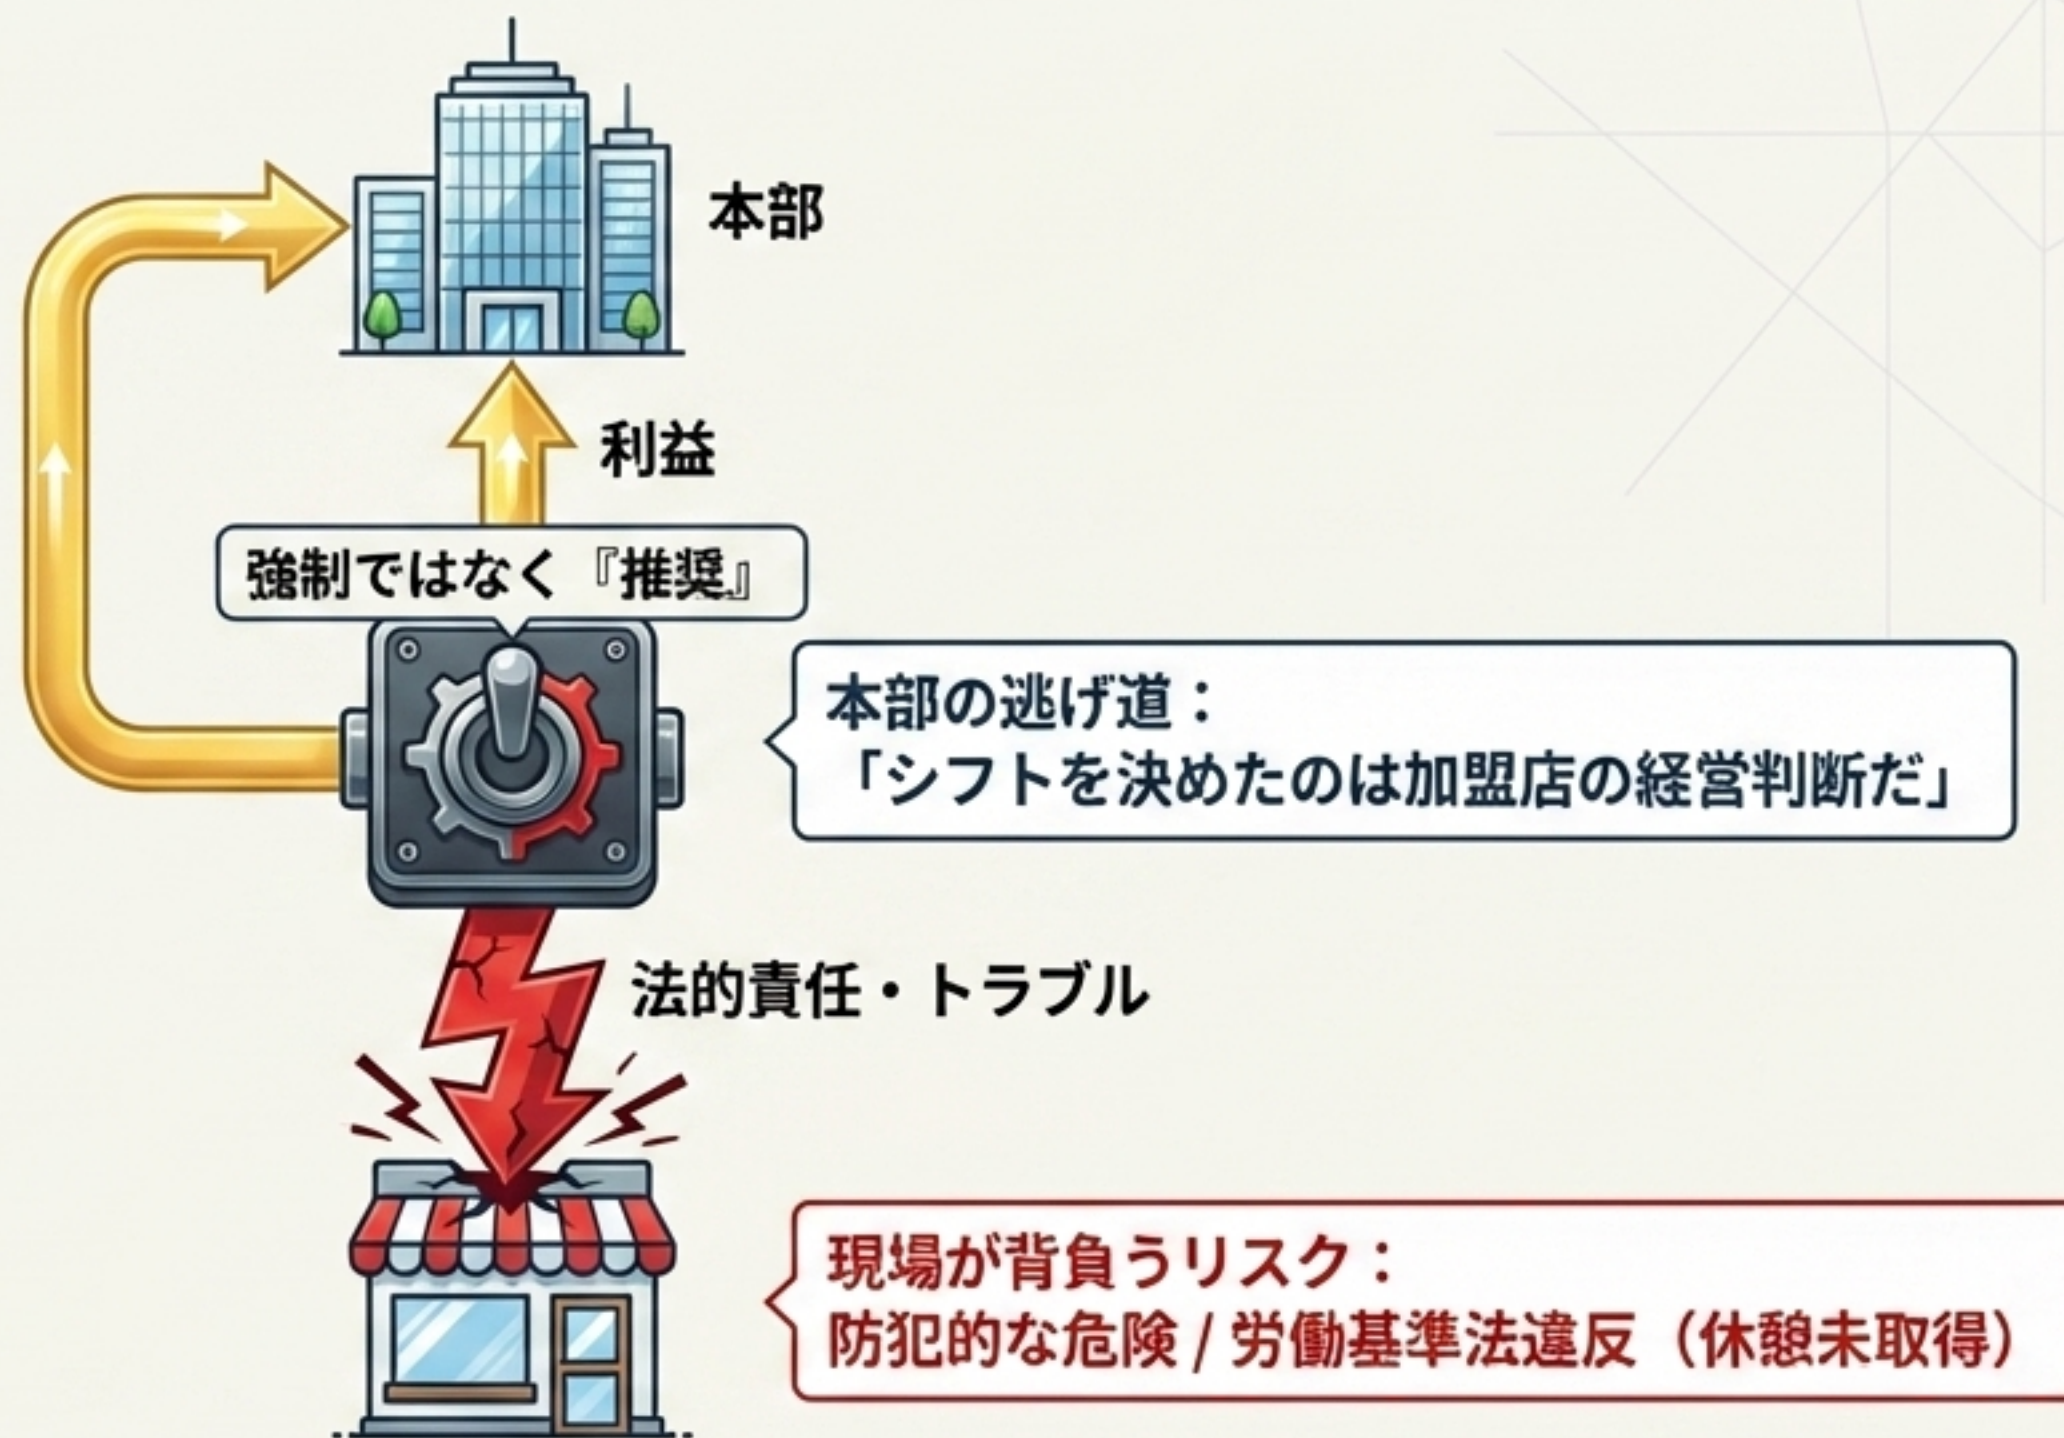 本部
利益
強制ではなく『推奨』
本部の逃げ道：
「シフトを決めたのは加盟店の経営判断だ」
法的責任・トラブル
現場が背負うリスク：
防犯的な危険 / 労働基準法違反（休憩未取得）